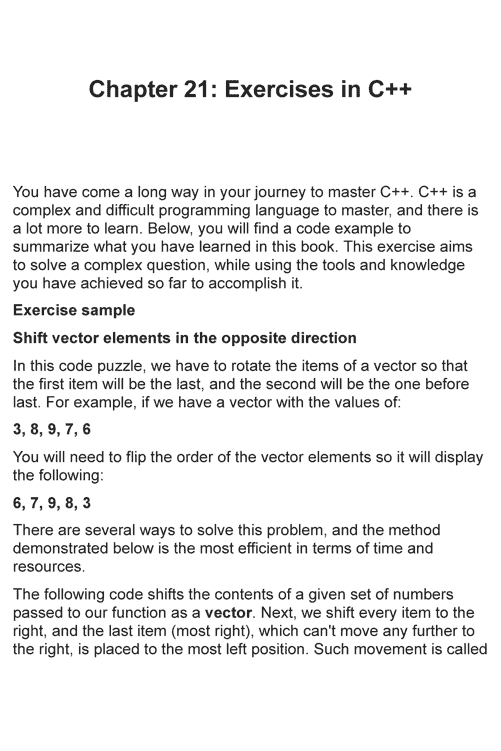 Chapter 21: Exercises in C++
You have come a long way in your journey to master C++. C++ is a
complex and difficult programming language to master, and there is
a lot more to learn. Below, you will find a code example to
summarize what you have learned in this book. This exercise aims
to solve a complex question, while using the tools and knowledge
you have achieved so far to accomplish it.
Exercise sample
Shift vector elements in the opposite direction
In this code puzzle, we have to rotate the items of a vector so that
the first item will be the last, and the second will be the one before
last. For example, if we have a vector with the values of:
3, 8, 9, 7, 6
You will need to flip the order of the vector elements so it will display
the following:
6, 7, 9, 8, 3
There are several ways to solve this problem, and the method
demonstrated below is the most efficient in terms of time and
resources.
The following code shifts the contents of a given set of numbers
passed to our function as a vector. Next, we shift every item to the
right, and the last item (most right), which can't move any further to
the right, is placed to the most left position. Such movement is called